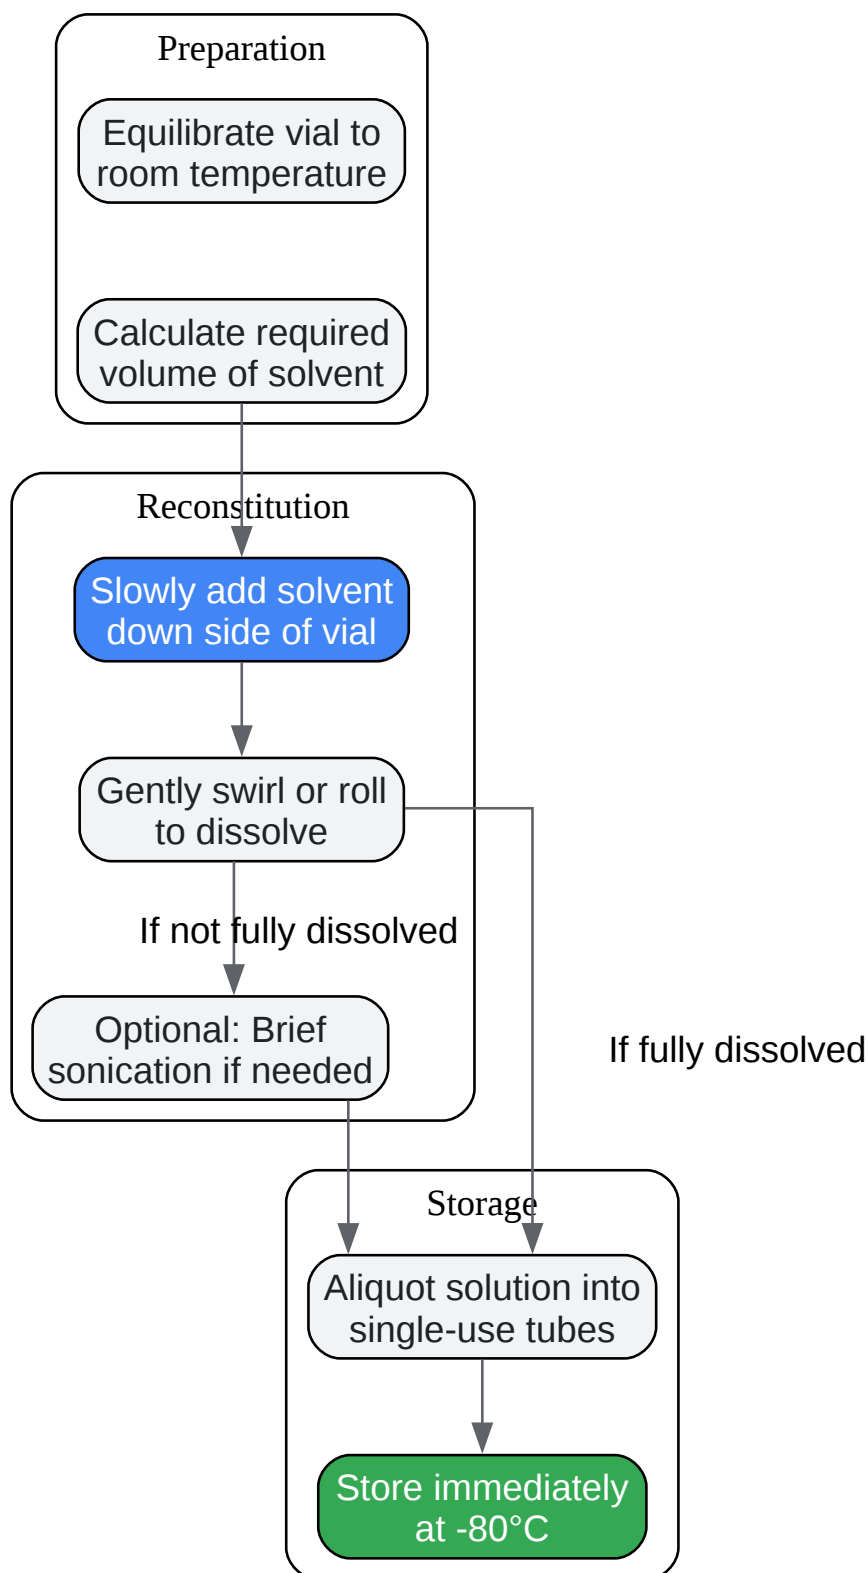 Preparation
Equilibrate vial to
room temperature
Calculate required
volume of solvent
Reconstitution
Slowly add solvent
down side of vial
Gently swirl or roll
to dissolve
If not fully dissolved
Optional: Brief
sonication if needed
If fully dissolved
Storage
Aliquot solution into
single-use tubes
Store immediately
at -80°C